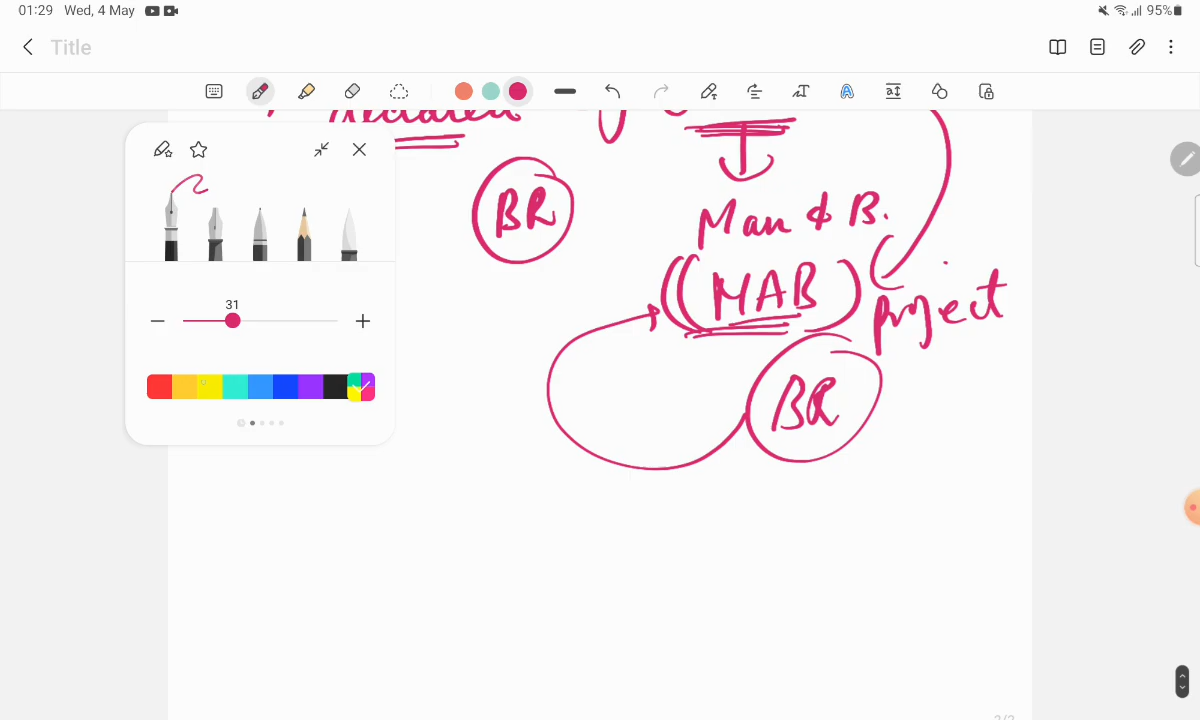 01:29 Wed, 4 May 95%
Title
31
BR
Man & B.
(( MAB ) project
BR